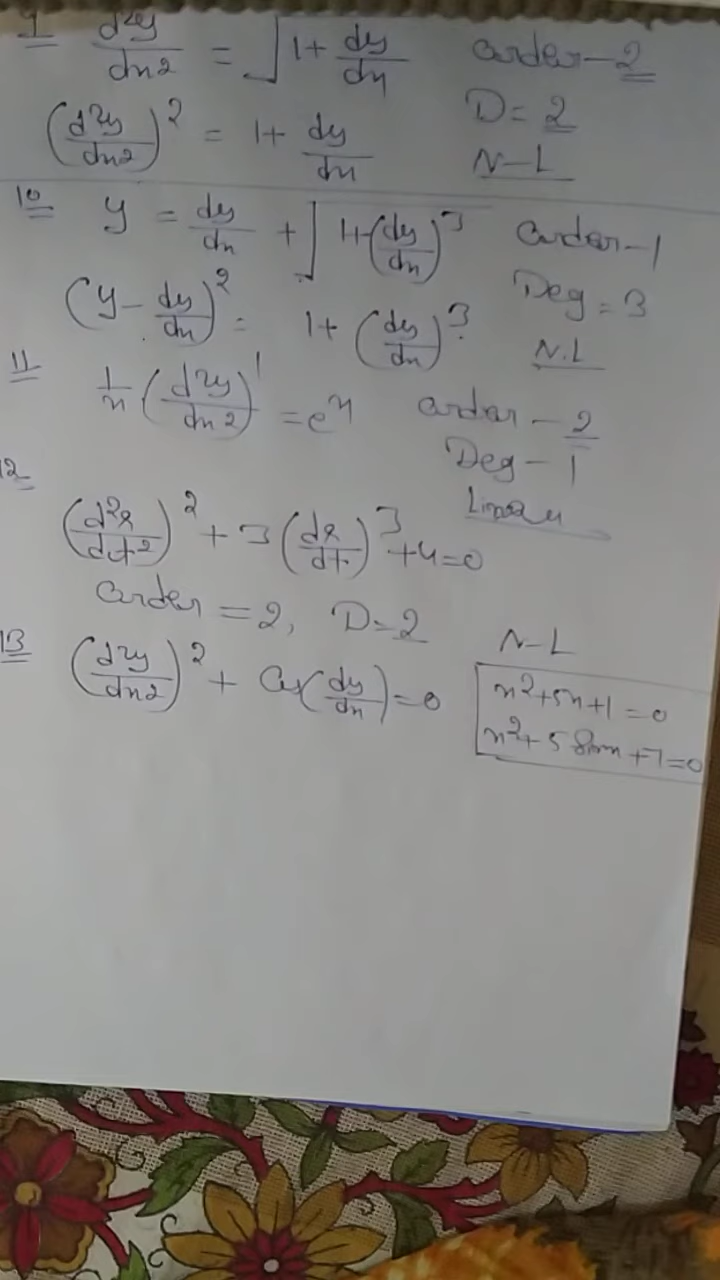 9 d²y/dx2 = √1+ dy/dx order-2
(d²y/dx2)² = 1+ dy/dx D=2
N-L
10 y = dy/dx + √1+(dy/dx)³ order-1
(y - dy/dx)² = 1+ (dy/dx)³ Deg=3
N.L
11 1/x (d²y/dx2)¹ = eˣ order-2
Deg-1
Linear
12 (d²s/dt²)² + 3(ds/dt)³ +4=0
order=2, D=2 N-L
13 (d²y/dx2)² + Cos(dy/dx)=0
x²+5x+1=0
x²+5 Sinx+7=0